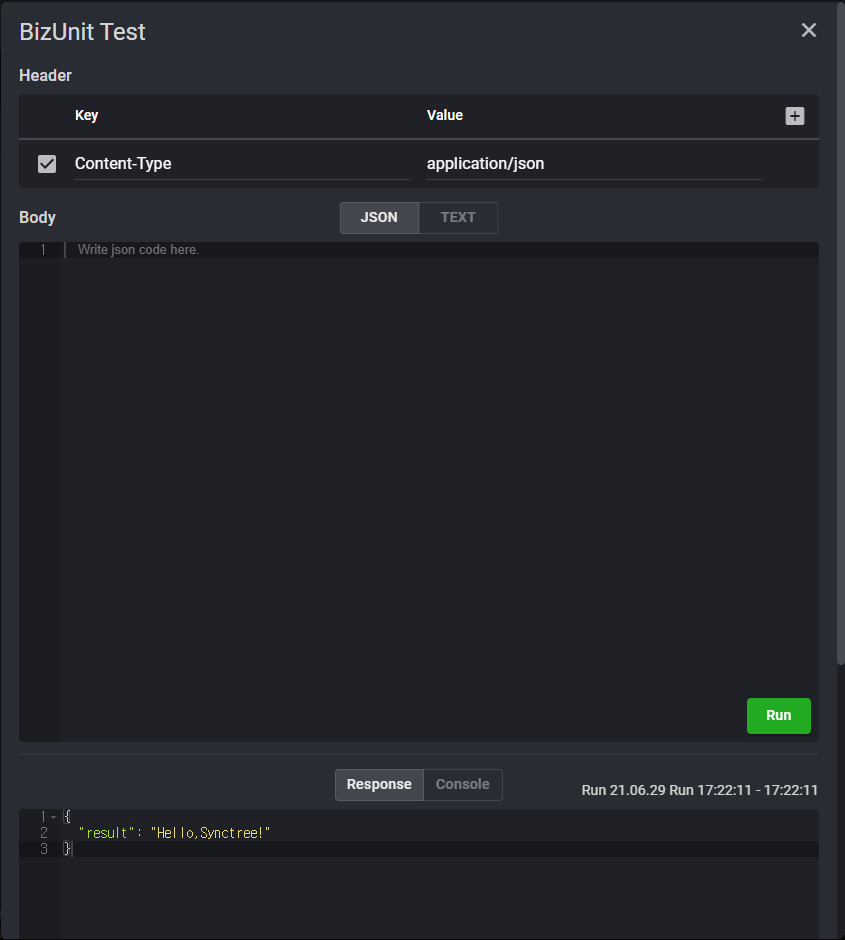 BizUnit Test
Header
Key Value
Content-Type application/json
Body JSON TEXT
1 Write json code here.
Run
Response Console Run 21.06.29 Run 17:22:11 - 17:22:11
1 {
2 "result": "Hello,Synctree!"
3 }